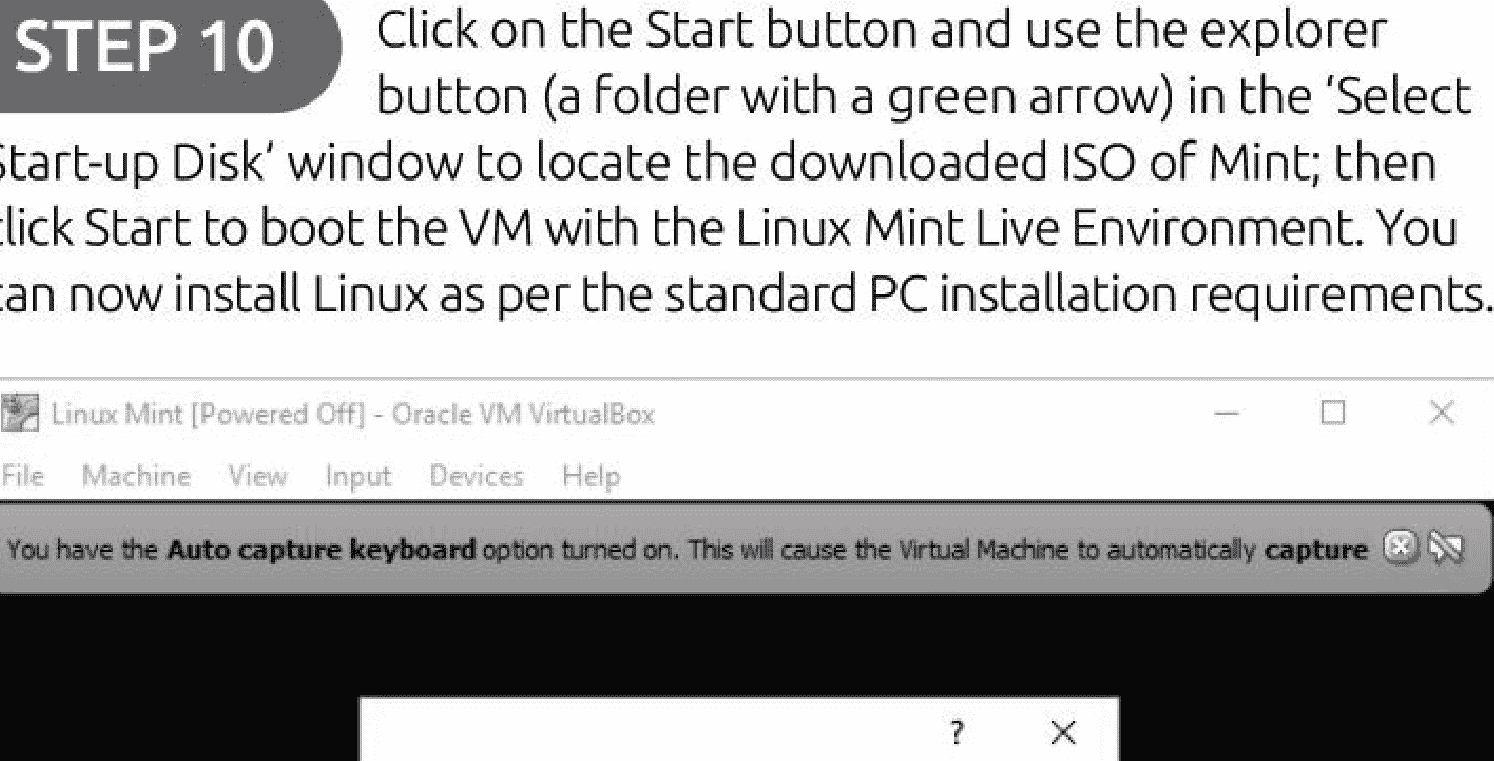 STEP 10
Click on the Start button and use the explorer
button (a folder with a green arrow) in the ‘Select
Start-up Disk’ window to locate the downloaded ISO of Mint; then
click Start to boot the VM with the Linux Mint Live Environment. You
can now install Linux as per the standard PC installation requirements.
Linux Mint [Powered Off] - Oracle VM VirtualBox
File Machine View Input Devices Help
You have the Auto capture keyboard option turned on. This will cause the Virtual Machine to automatically capture
?